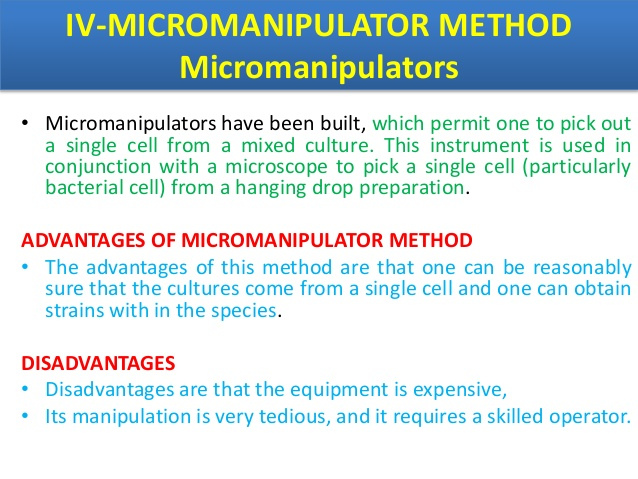 IV-MICROMANIPULATOR METHOD
Micromanipulators
• Micromanipulators have been built, which permit one to pick out
a single cell from a mixed culture. This instrument is used in
conjunction with a microscope to pick a single cell (particularly
bacterial cell) from a hanging drop preparation.
ADVANTAGES OF MICROMANIPULATOR METHOD
• The advantages of this method are that one can be reasonably
sure that the cultures come from a single cell and one can obtain
strains with in the species.
DISADVANTAGES
• Disadvantages are that the equipment is expensive,
• Its manipulation is very tedious, and it requires a skilled operator.